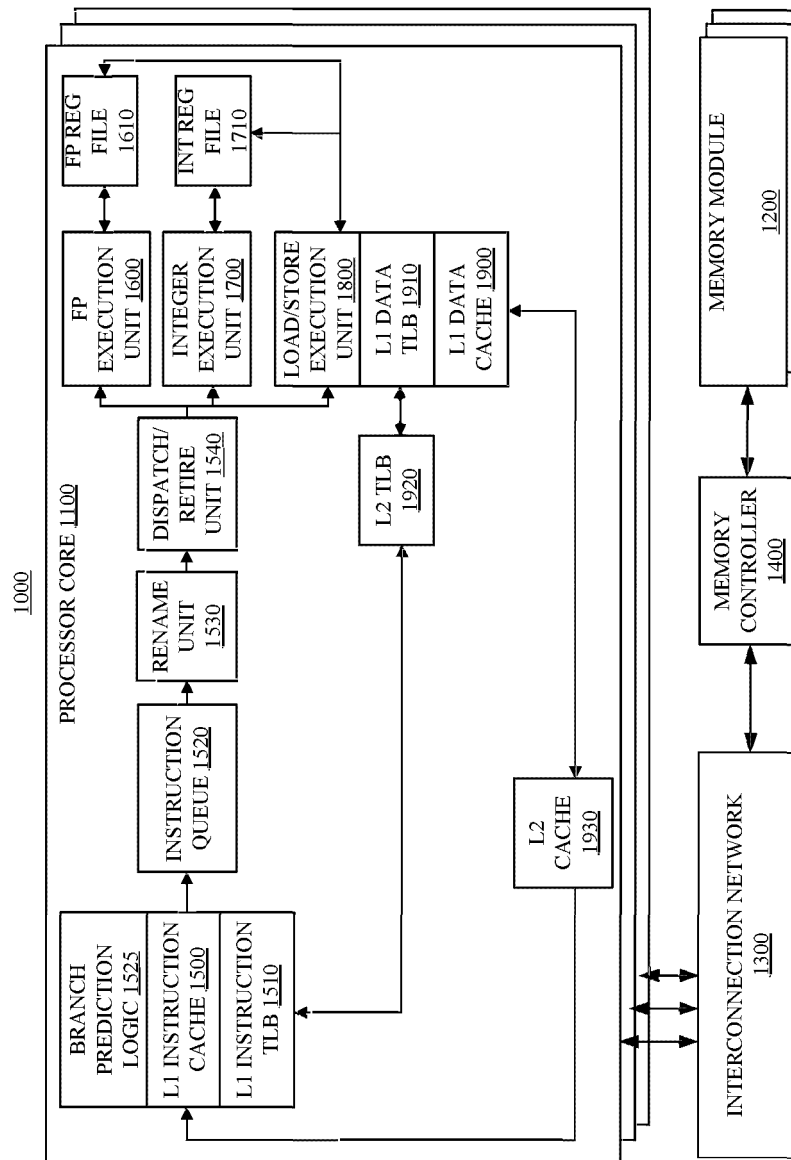 1000
PROCESSOR CORE 1100
BRANCH
PREDICTION
LOGIC 1525
L1 INSTRUCTION
CACHE 1500
L1 INSTRUCTION
TLB 1510
INSTRUCTION
QUEUE 1520
RENAME
UNIT
1530
DISPATCH/
RETIRE
UNIT 1540
FP
EXECUTION
UNIT 1600
FP REG
FILE
1610
INTEGER
EXECUTION
UNIT 1700
INT REG
FILE
1710
LOAD/STORE
EXECUTION
UNIT 1800
L1 DATA
TLB 1910
L1 DATA
CACHE 1900
L2 TLB
1920
L2
CACHE
1930
INTERCONNECTION NETWORK
1300
MEMORY
CONTROLLER
1400
MEMORY MODULE
1200